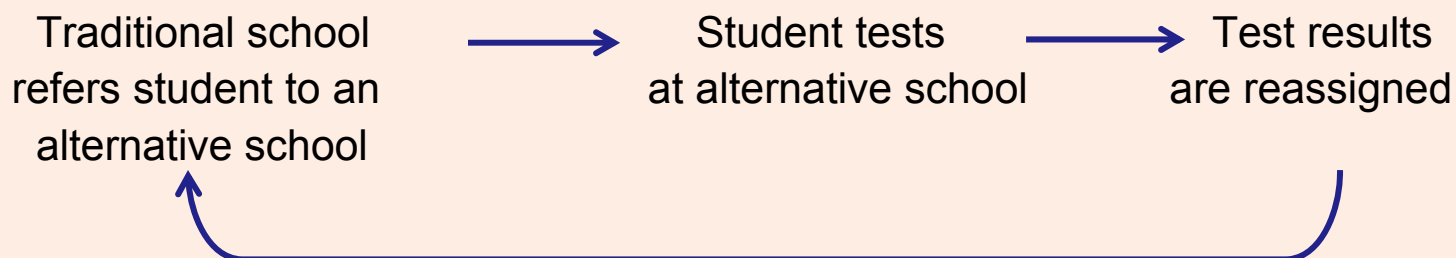 Traditional school
refers student to an
alternative school
Student tests
at alternative school
Test results
are reassigned